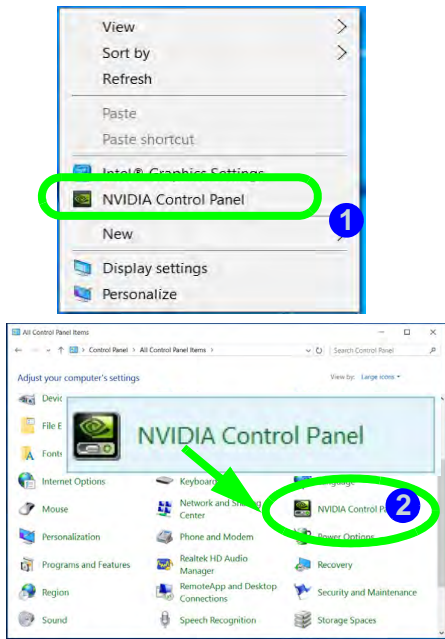 View
Sort by
Refresh
Paste
Paste shortcut
Intel® Graphics Settings
NVIDIA Control Panel
1
New
Display settings
Personalize
All Control Panel Items
Control Panel > All Control Panel Items >
Search Control Panel
Adjust your computer's settings
View by: Large icons
Devic
File E
NVIDIA Control Panel
Fonts
Internet Options
Keyboard
Language
Mouse
Network and Sharing
Center
NVIDIA Control P
2
Personalization
Phone and Modem
Power Options
Programs and Features
Realtek HD Audio
Manager
Recovery
Region
RemoteApp and Desktop
Connections
Security and Maintenance
Sound
Speech Recognition
Storage Spaces